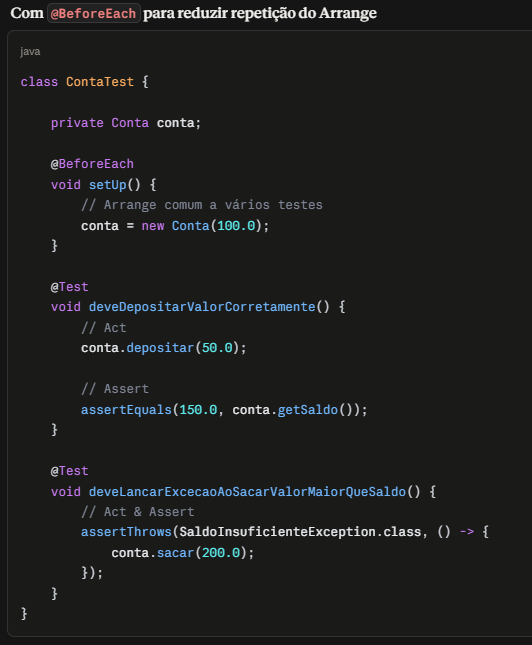 Com @BeforeEach para reduzir repetição do Arrange
java
class ContaTest {
private Conta conta;
@BeforeEach
void setUp() {
// Arrange comum a vários testes
conta = new Conta(100.0);
}
@Test
void deveDepositarValorCorretamente() {
// Act
conta.depositar(50.0);
// Assert
assertEquals(150.0, conta.getSaldo());
}
@Test
void deveLancarExcecaoAoSacarValorMaiorQueSaldo() {
// Act & Assert
assertThrows(SaldoInsuficienteException.class, () -> {
conta.sacar(200.0);
});
}
}